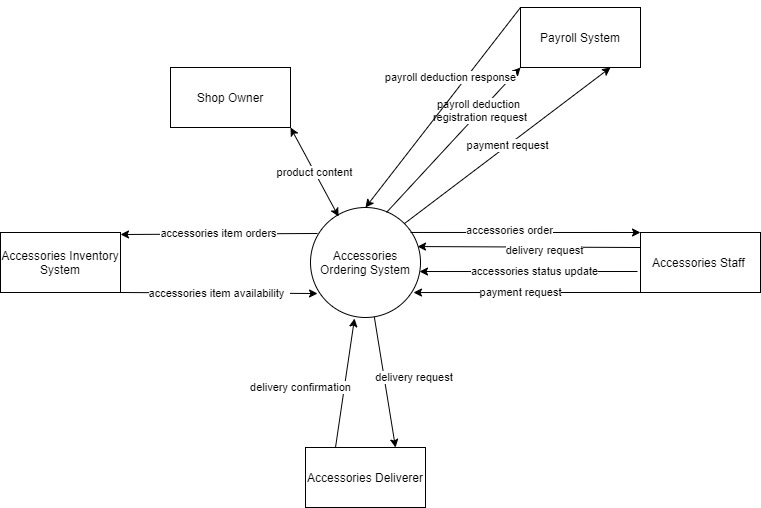 Payroll System
payroll deduction response
Shop Owner
payroll deduction
registration request
payment request
product content
accessories item orders
accessories order
delivery request
Accessories Inventory
System
Accessories
Ordering System
Accessories Staff
accessories status update
accessories item availability
payment request
delivery confirmation
delivery request
Accessories Deliverer